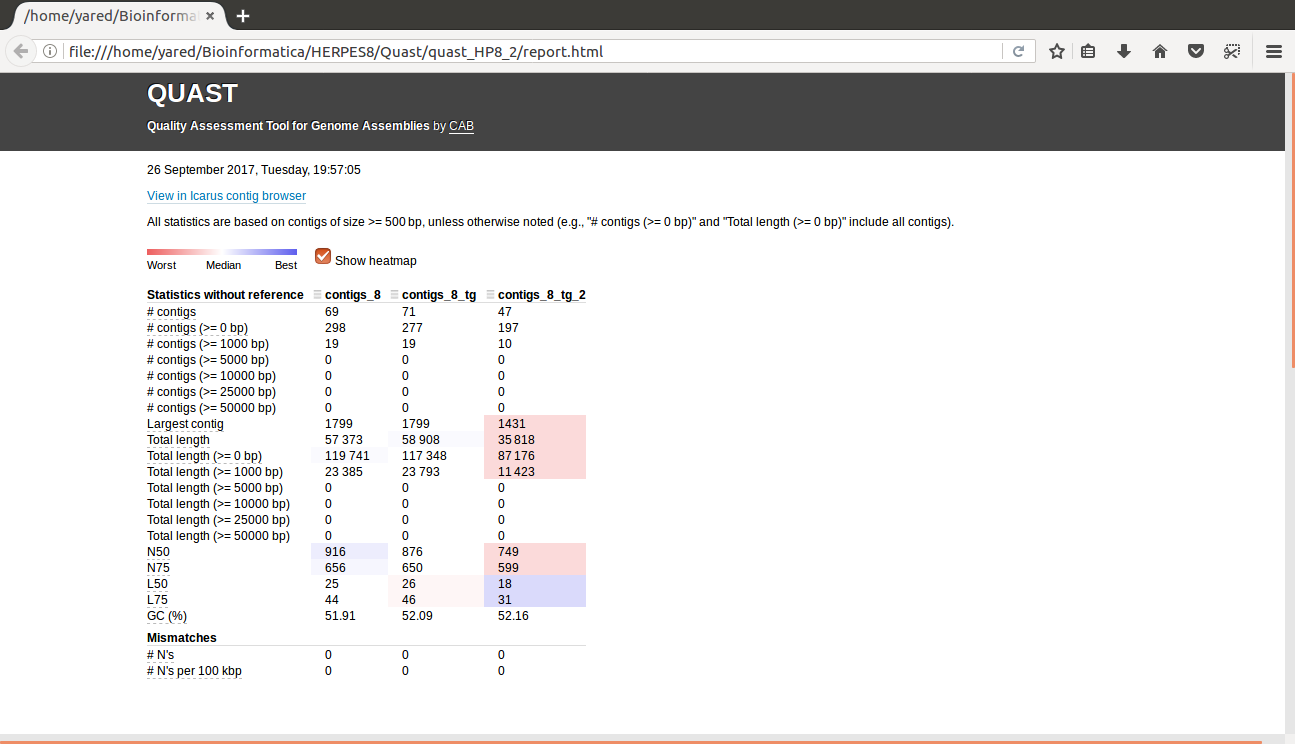 /home/yared/Bioinforma
file:///home/yared/Bioinformatica/HERPES8/Quast/quast_HP8_2/report.html
QUAST
Quality Assessment Tool for Genome Assemblies by CAB
26 September 2017, Tuesday, 19:57:05
View in Icarus contig browser
All statistics are based on contigs of size >= 500 bp, unless otherwise noted (e.g., "# contigs (>= 0 bp)" and "Total length (>= 0 bp)" include all contigs).
Worst Median Best Show heatmap
Statistics without reference contigs_8 contigs_8_tg contigs_8_tg_2
# contigs 69 71 47
# contigs (>= 0 bp) 298 277 197
# contigs (>= 1000 bp) 19 19 10
# contigs (>= 5000 bp) 0 0 0
# contigs (>= 10000 bp) 0 0 0
# contigs (>= 25000 bp) 0 0 0
# contigs (>= 50000 bp) 0 0 0
Largest contig 1799 1799 1431
Total length 57 373 58 908 35 818
Total length (>= 0 bp) 119 741 117 348 87 176
Total length (>= 1000 bp) 23 385 23 793 11 423
Total length (>= 5000 bp) 0 0 0
Total length (>= 10000 bp) 0 0 0
Total length (>= 25000 bp) 0 0 0
Total length (>= 50000 bp) 0 0 0
N50 916 876 749
N75 656 650 599
L50 25 26 18
L75 44 46 31
GC (%) 51.91 52.09 52.16
Mismatches
# N's 0 0 0
# N's per 100 kbp 0 0 0